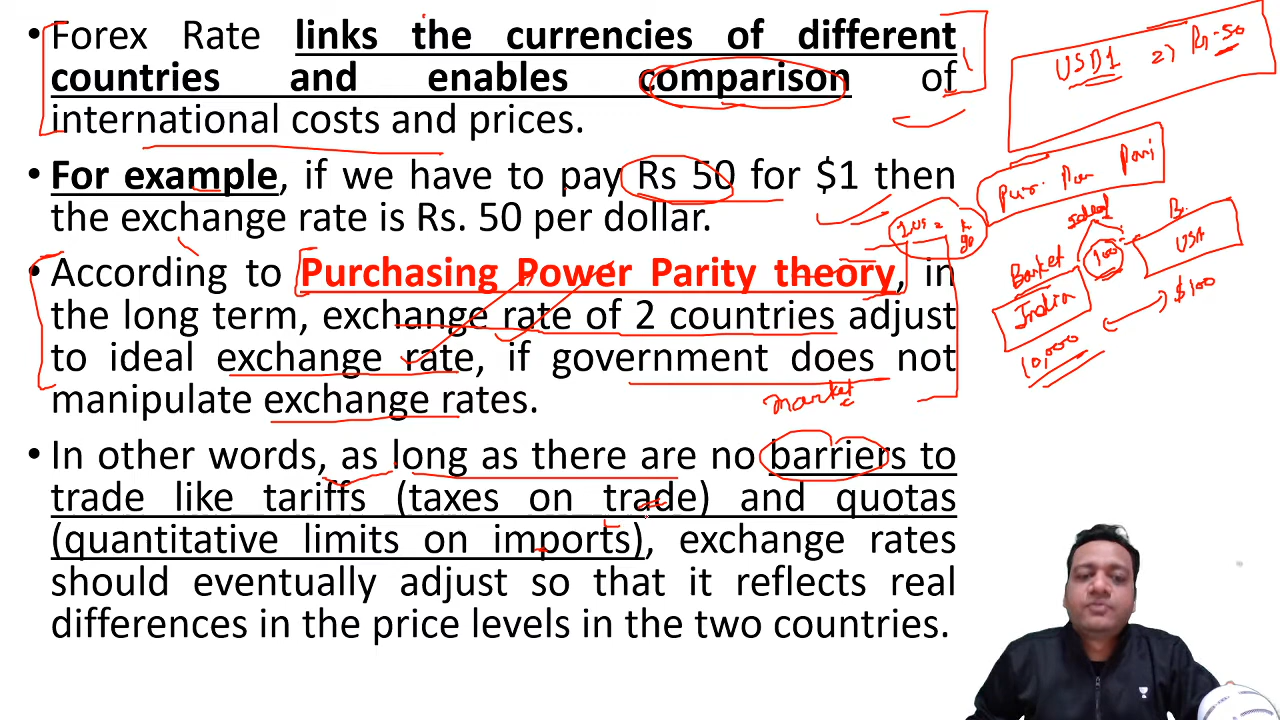 • Forex Rate links the currencies of different
countries and enables comparison of
international costs and prices.
• For example, if we have to pay Rs 50 for $1 then
the exchange rate is Rs. 50 per dollar.
• According to Purchasing Power Parity theory, in
the long term, exchange rate of 2 countries adjust
to ideal exchange rate, if government does not
manipulate exchange rates.
market
• In other words, as long as there are no barriers to
trade like tariffs (taxes on trade) and quotas
(quantitative limits on imports), exchange rates
should eventually adjust so that it reflects real
differences in the price levels in the two countries.
USD1 => Rs. 50
Pur. Pow Pari
Basket
100
USA
India
$100
10,000